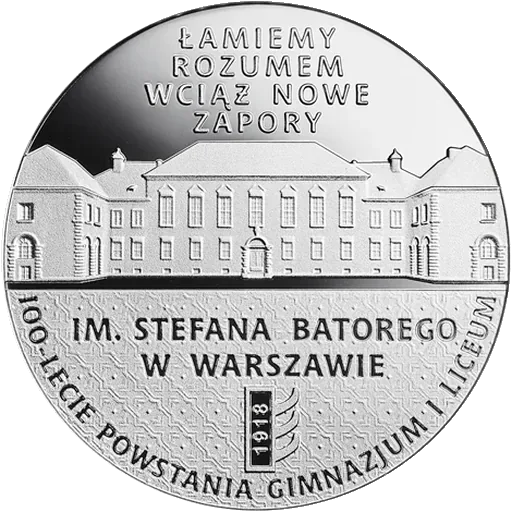 ŁAMIEMY
ROZUMEM
WCIĄŻ NOWE
ZAPORY
100-LECIE POWSTANIA GIMNAZJUM I LICEUM
IM. STEFANA BATOREGO
W WARSZAWIE
1918